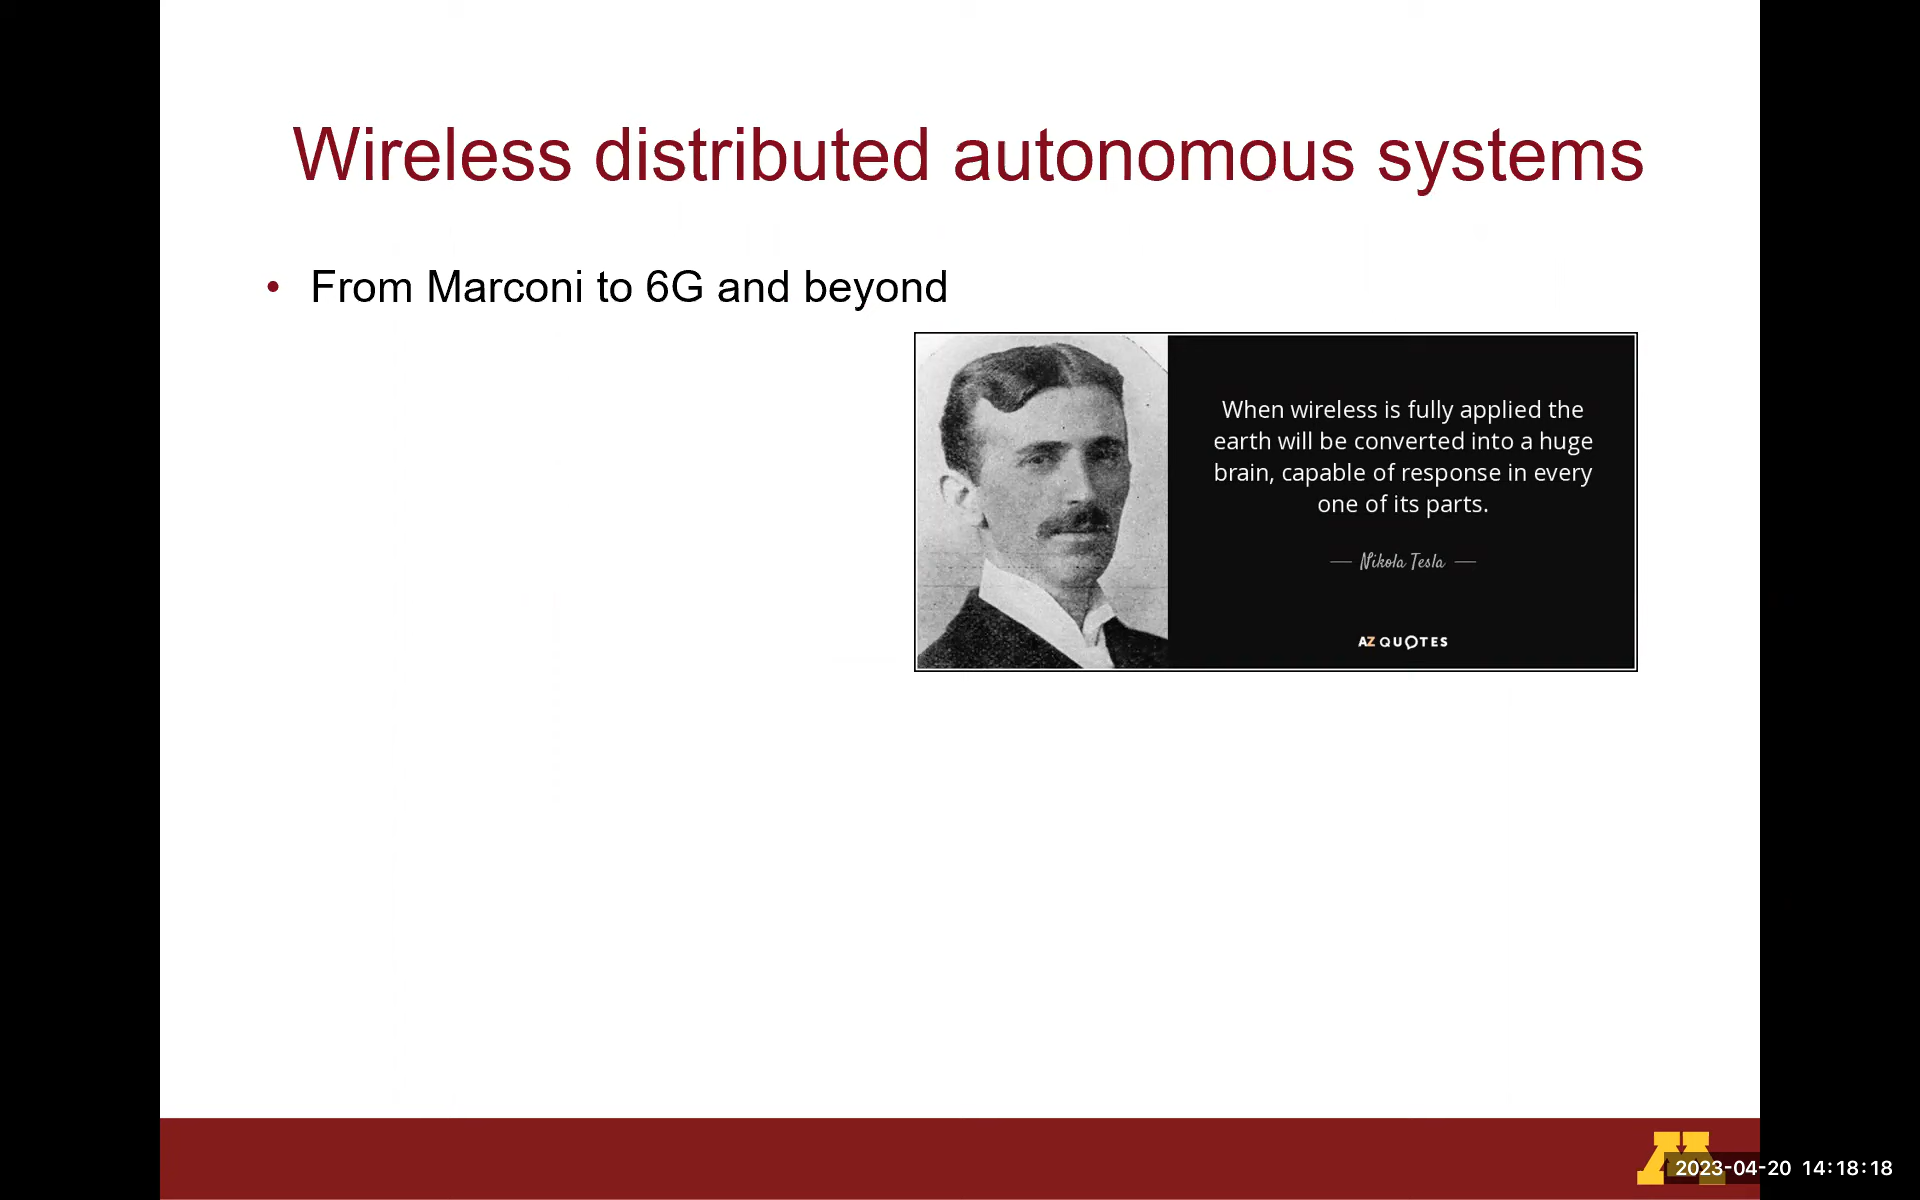 Wireless distributed autonomous systems
• From Marconi to 6G and beyond
When wireless is fully applied the
earth will be converted into a huge
brain, capable of response in every
one of its parts.
— Nikola Tesla —
AZ QUOTES
M
2023-04-20 14:18:18